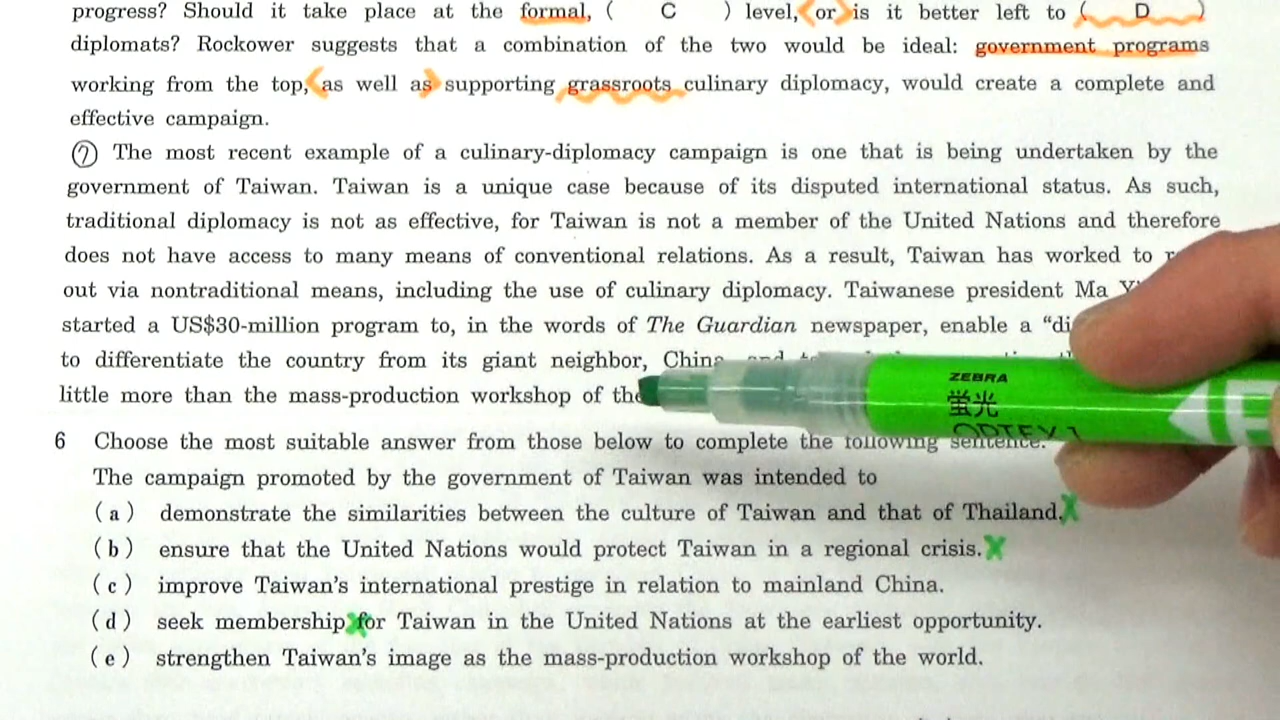 progress? Should it take place at the formal, ( C ) level, or is it better left to ( D )
diplomats? Rockower suggests that a combination of the two would be ideal: government programs
working from the top, as well as supporting grassroots culinary diplomacy, would create a complete and
effective campaign.
⑦ The most recent example of a culinary-diplomacy campaign is one that is being undertaken by the
government of Taiwan. Taiwan is a unique case because of its disputed international status. As such,
traditional diplomacy is not as effective, for Taiwan is not a member of the United Nations and therefore
does not have access to many means of conventional relations. As a result, Taiwan has worked to
out via nontraditional means, including the use of culinary diplomacy. Taiwanese president Ma
started a US$30-million program to, in the words of The Guardian newspaper, enable a
to differentiate the country from its giant neighbor, China
little more than the mass-production workshop of the
ZEBRA
蛍光
OPTEX 1
6 Choose the most suitable answer from those below to complete the following sentence.
The campaign promoted by the government of Taiwan was intended to
(a) demonstrate the similarities between the culture of Taiwan and that of Thailand.
(b) ensure that the United Nations would protect Taiwan in a regional crisis.
(c) improve Taiwan's international prestige in relation to mainland China.
(d) seek membership for Taiwan in the United Nations at the earliest opportunity.
(e) strengthen Taiwan's image as the mass-production workshop of the world.